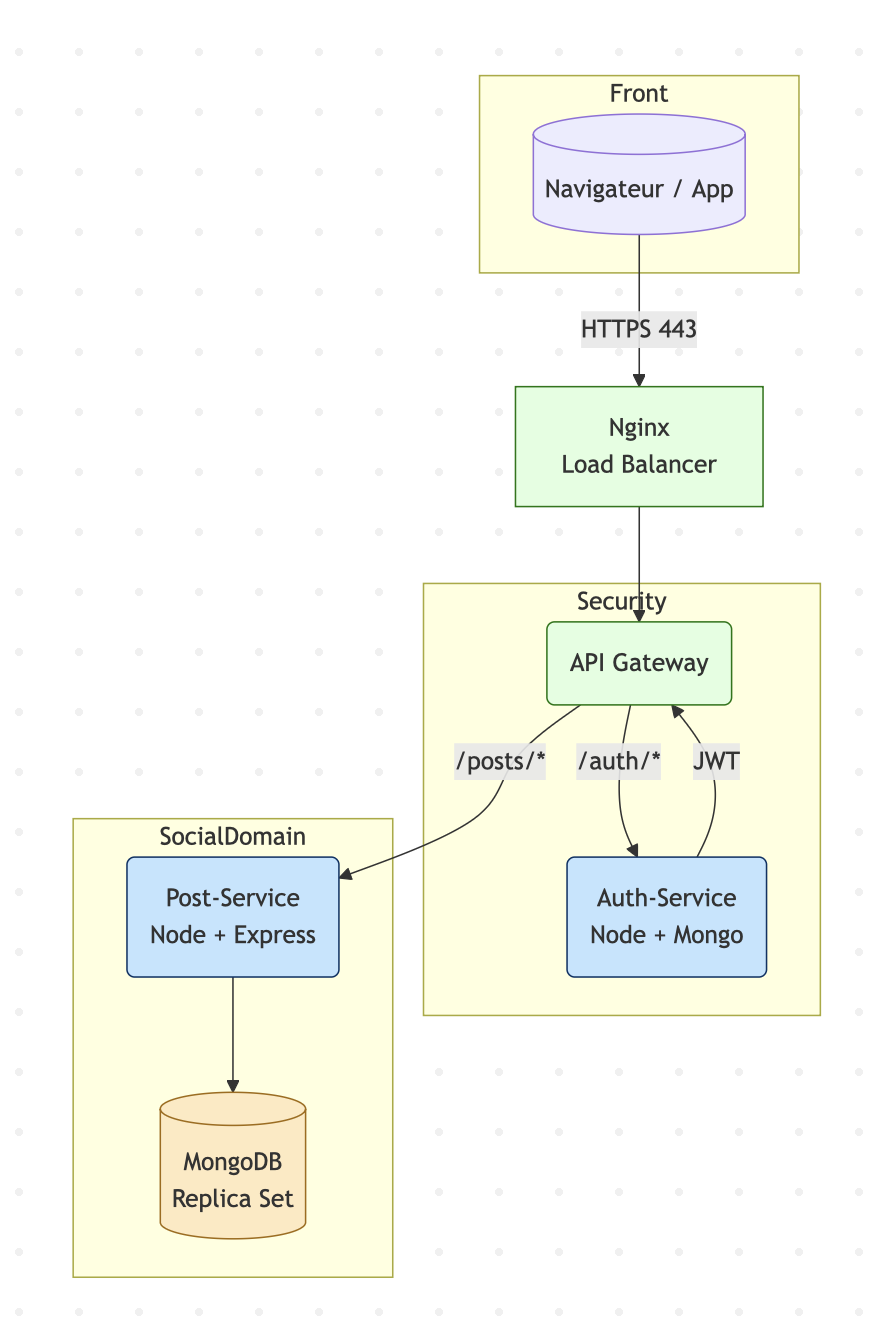 Front
Navigateur / App
HTTPS 443
Nginx
Load Balancer
Security
API Gateway
/posts/*
/auth/*
JWT
SocialDomain
Post-Service
Node + Express
Auth-Service
Node + Mongo
MongoDB
Replica Set